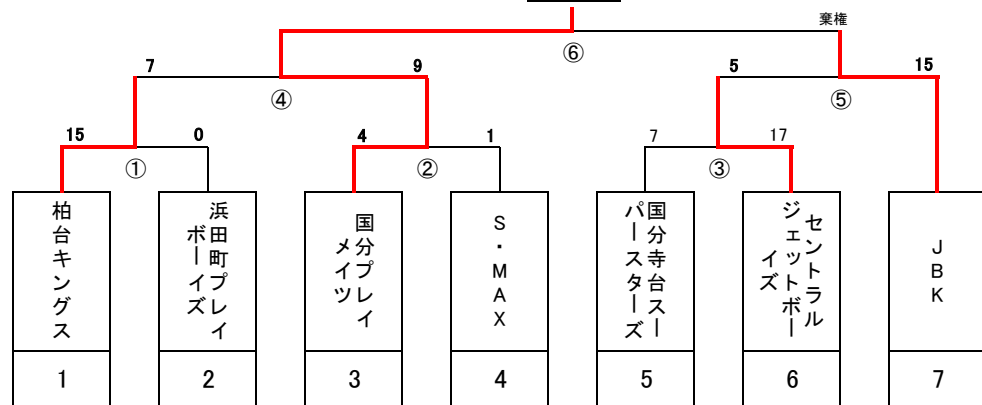 棄権
⑥
7
9
5
15
④
⑤
15
0
4
1
7
17
①
②
③
柏台キングス
浜田町プレイ
ボーイズ
国分プレイ
メイツ
S・MAX
国分寺台スー
パースターズ
セントラル
ジェットボー
イズ
JBK
1
2
3
4
5
6
7